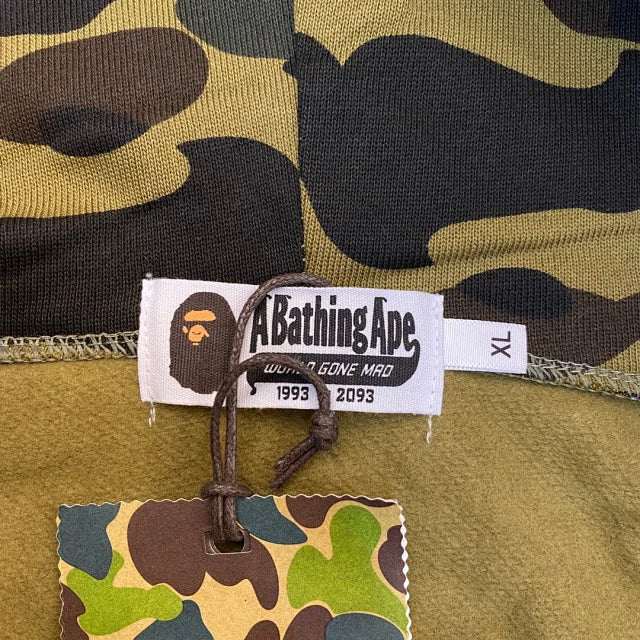 A Bathing Ape
WORLD GONE MAD
1993 2093
XL